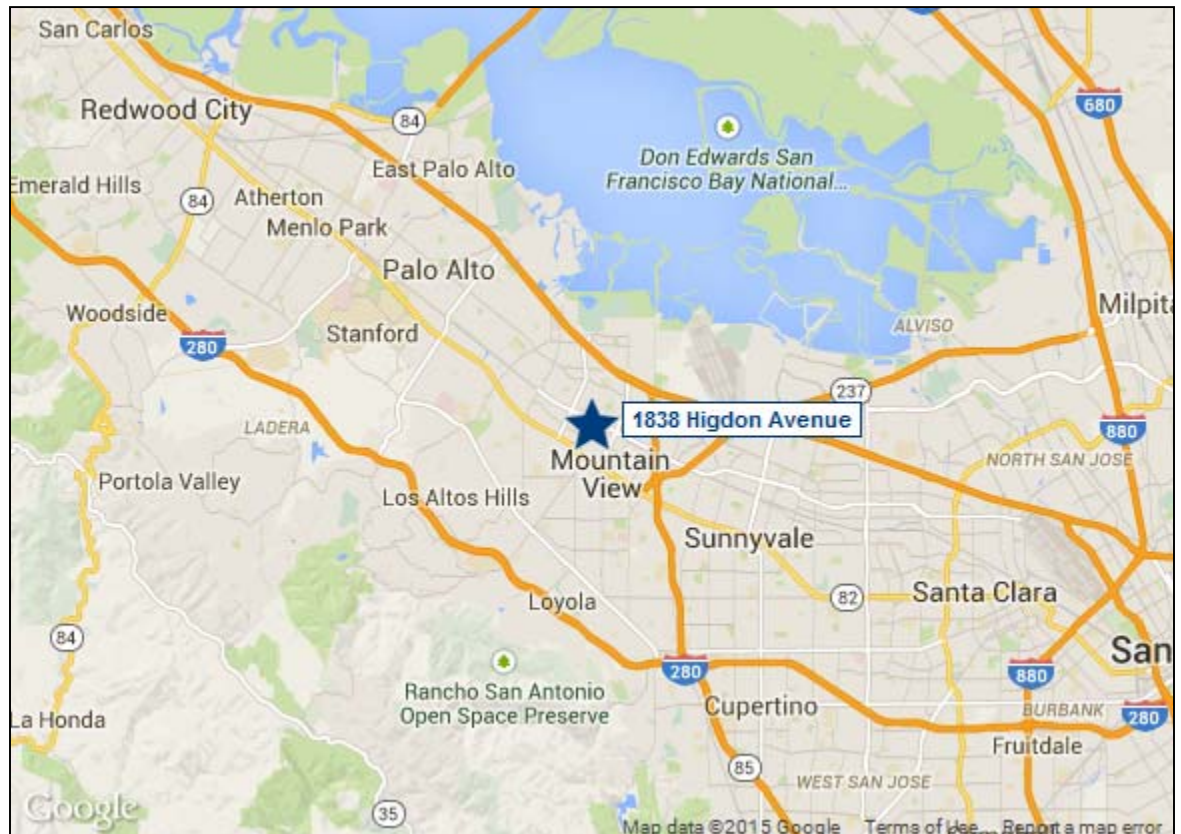 San Carlos
Redwood City
84
680
Don Edwards San
Francisco Bay National...
East Palo Alto
Emerald Hills
84
Atherton
Menlo Park
Palo Alto
Woodside
Milpita
ALVISO
Stanford
280
237
1838 Higdon Avenue
LADERA
880
Mountain
View
NORTH SAN JOSE
Portola Valley
Los Altos Hills
Sunnyvale
Santa Clara
82
Loyola
84
San
280
880
Rancho San Antonio
Open Space Preserve
Cupertino
BURBANK
280
La Honda
Fruitdale
85
WEST SAN JOSE
Google
35
Map data ©2015 Google
Terms of Use
Report a map error